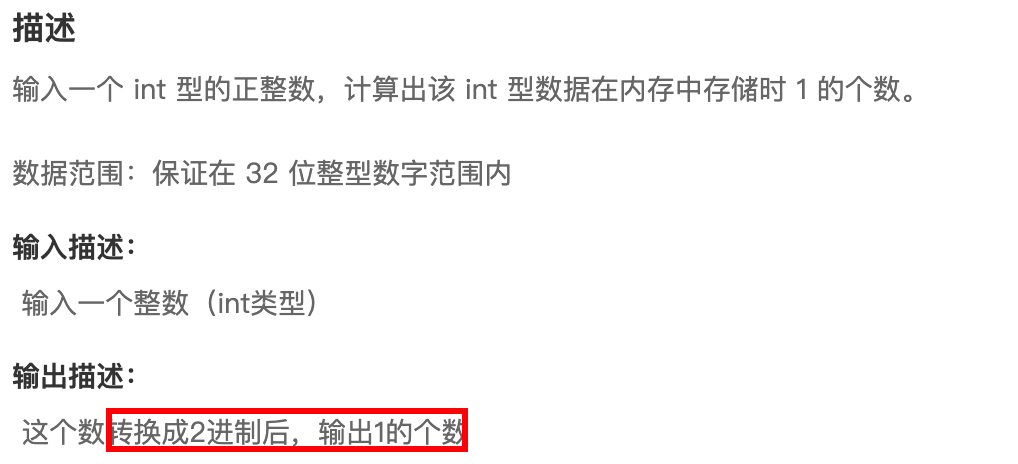 描述
输入一个 int 型的正整数，计算出该 int 型数据在内存中存储时 1 的个数。
数据范围：保证在 32 位整型数字范围内
输入描述：
输入一个整数（int类型）
输出描述：
这个数转换成2进制后，输出1的个数